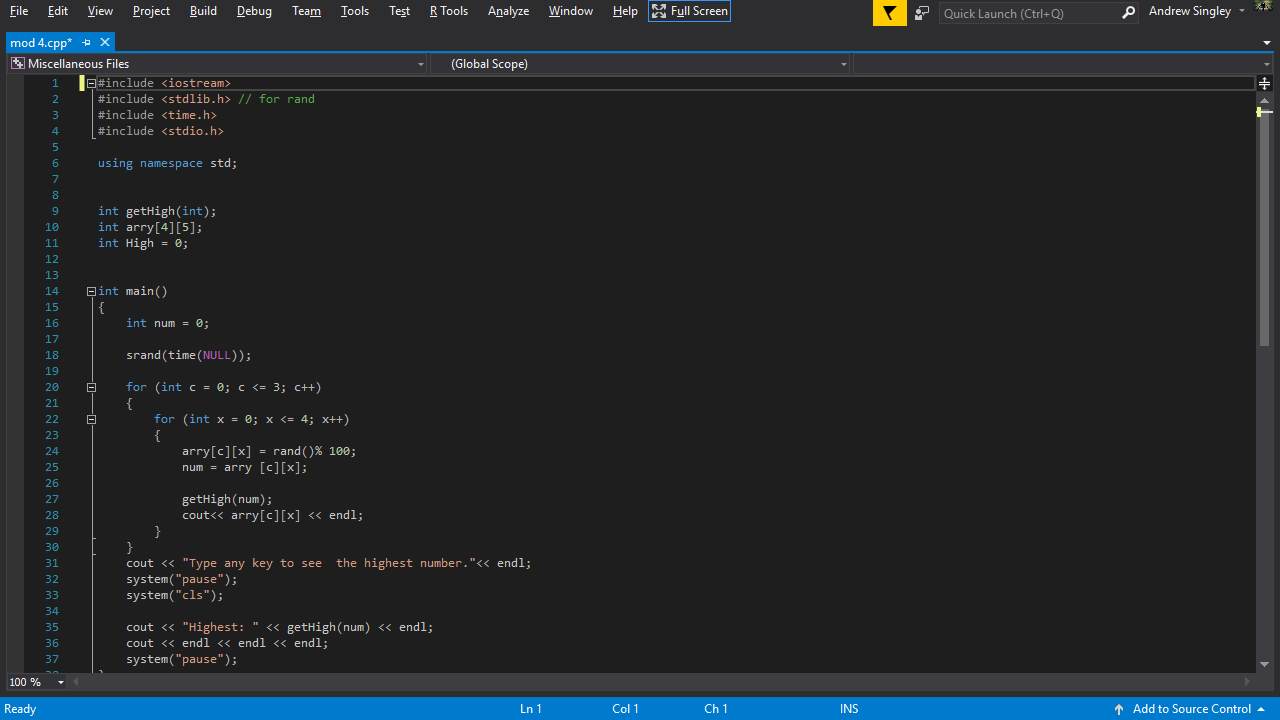 File Edit View Project Build Debug Team Tools Test R Tools Analyze Window Help Full Screen Quick Launch (Ctrl+Q) Andrew Singley
mod 4.cpp*
Miscellaneous Files (Global Scope)
1 #include <iostream>
2 #include <stdlib.h> // for rand
3 #include <time.h>
4 #include <stdio.h>
5
6 using namespace std;
7
8
9 int getHigh(int);
10 int arry[4][5];
11 int High = 0;
12
13
14 int main()
15 {
16 int num = 0;
17
18 srand(time(NULL));
19
20 for (int c = 0; c <= 3; c++)
21 {
22 for (int x = 0; x <= 4; x++)
23 {
24 arry[c][x] = rand()% 100;
25 num = arry [c][x];
26
27 getHigh(num);
28 cout<< arry[c][x] << endl;
29 }
30 }
31 cout << "Type any key to see  the highest number."<< endl;
32 system("pause");
33 system("cls");
34
35 cout << "Highest: " << getHigh(num) << endl;
36 cout << endl << endl << endl;
37 system("pause");
100 %
Ready Ln 1 Col 1 Ch 1 INS Add to Source Control